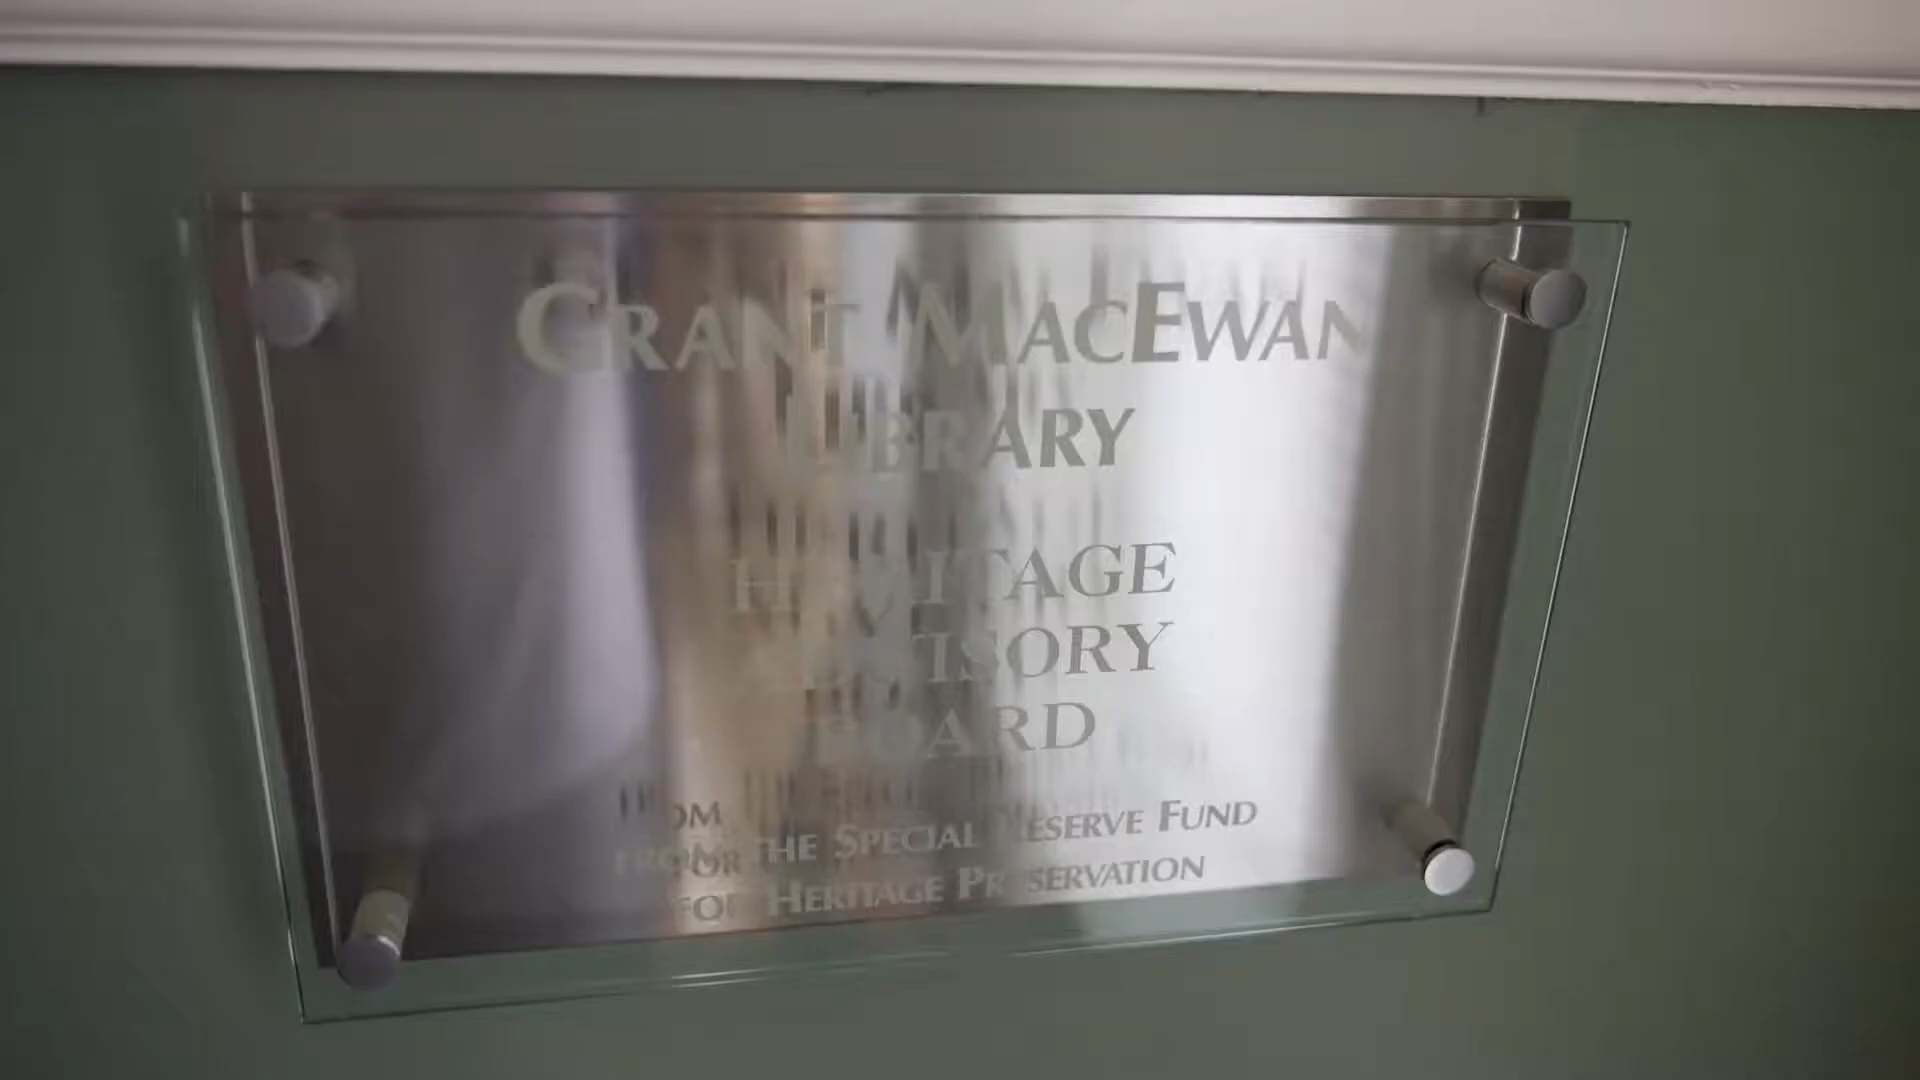 GRANT MACEWAN
LIBRARY
HERITAGE
ADVISORY
BOARD
FROM THE SPECIAL RESERVE FUND
FOR HERITAGE PRESERVATION